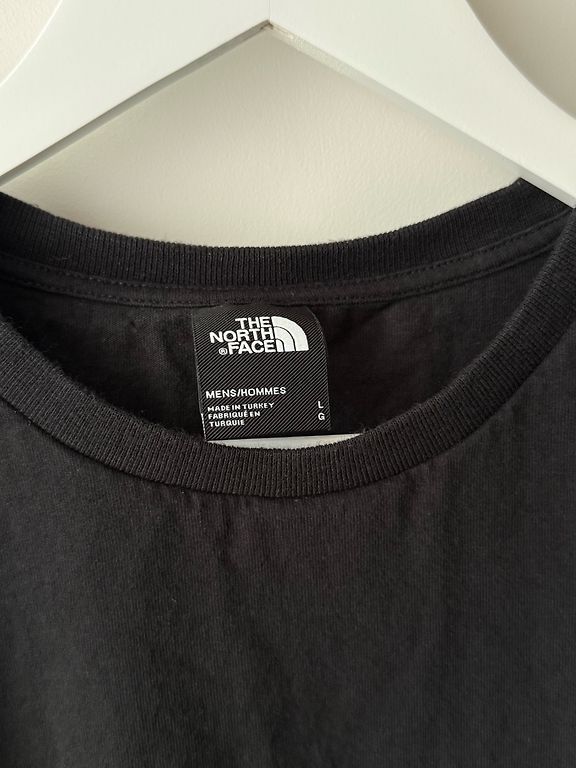 THE
NORTH
®FACE
MENS/HOMMES
MADE IN TURKEY L
FABRIQUÉ EN G
TURQUIE